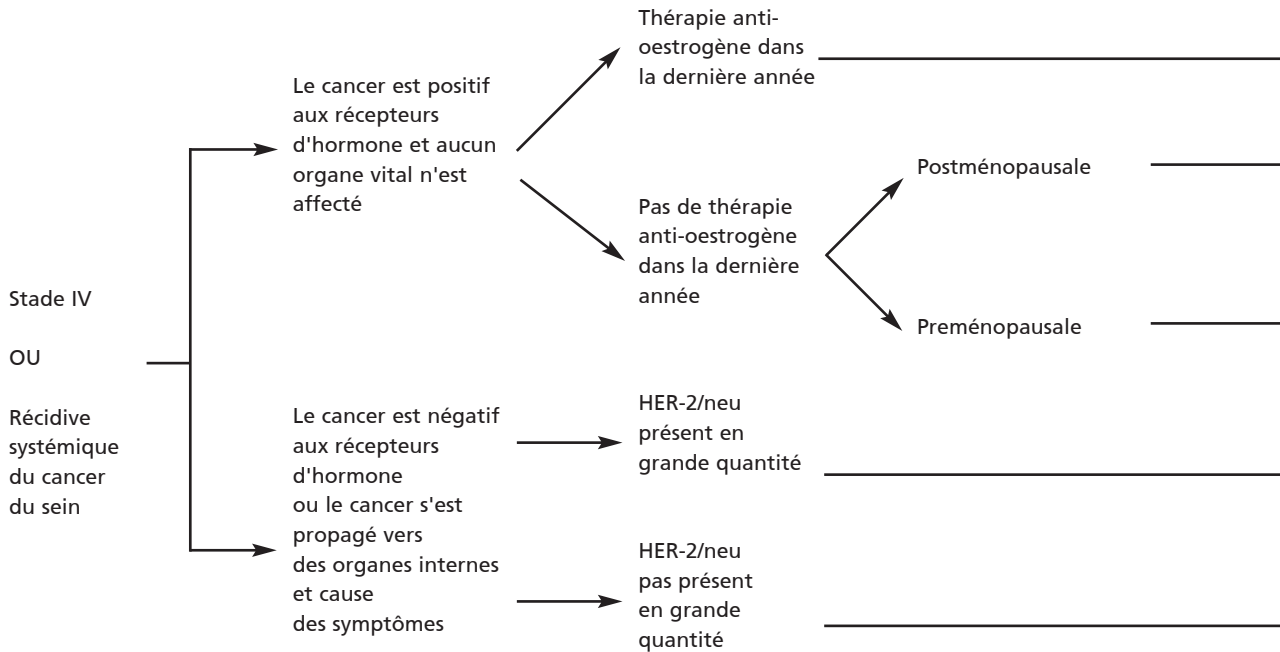 Stade IV
OU
Récidive
systémique
du cancer
du sein
Le cancer est positif
aux récepteurs
d'hormone et aucun
organe vital n'est
affecté
Thérapie anti-
oestrogène dans
la dernière année
Pas de thérapie
anti-oestrogène
dans la dernière
année
Postménopausale
Preménopausale
Le cancer est négatif
aux récepteurs
d'hormone
ou le cancer s'est
propagé vers
des organes internes
et cause
des symptômes
HER-2/neu
présent en
grande quantité
HER-2/neu
pas présent
en grande
quantité